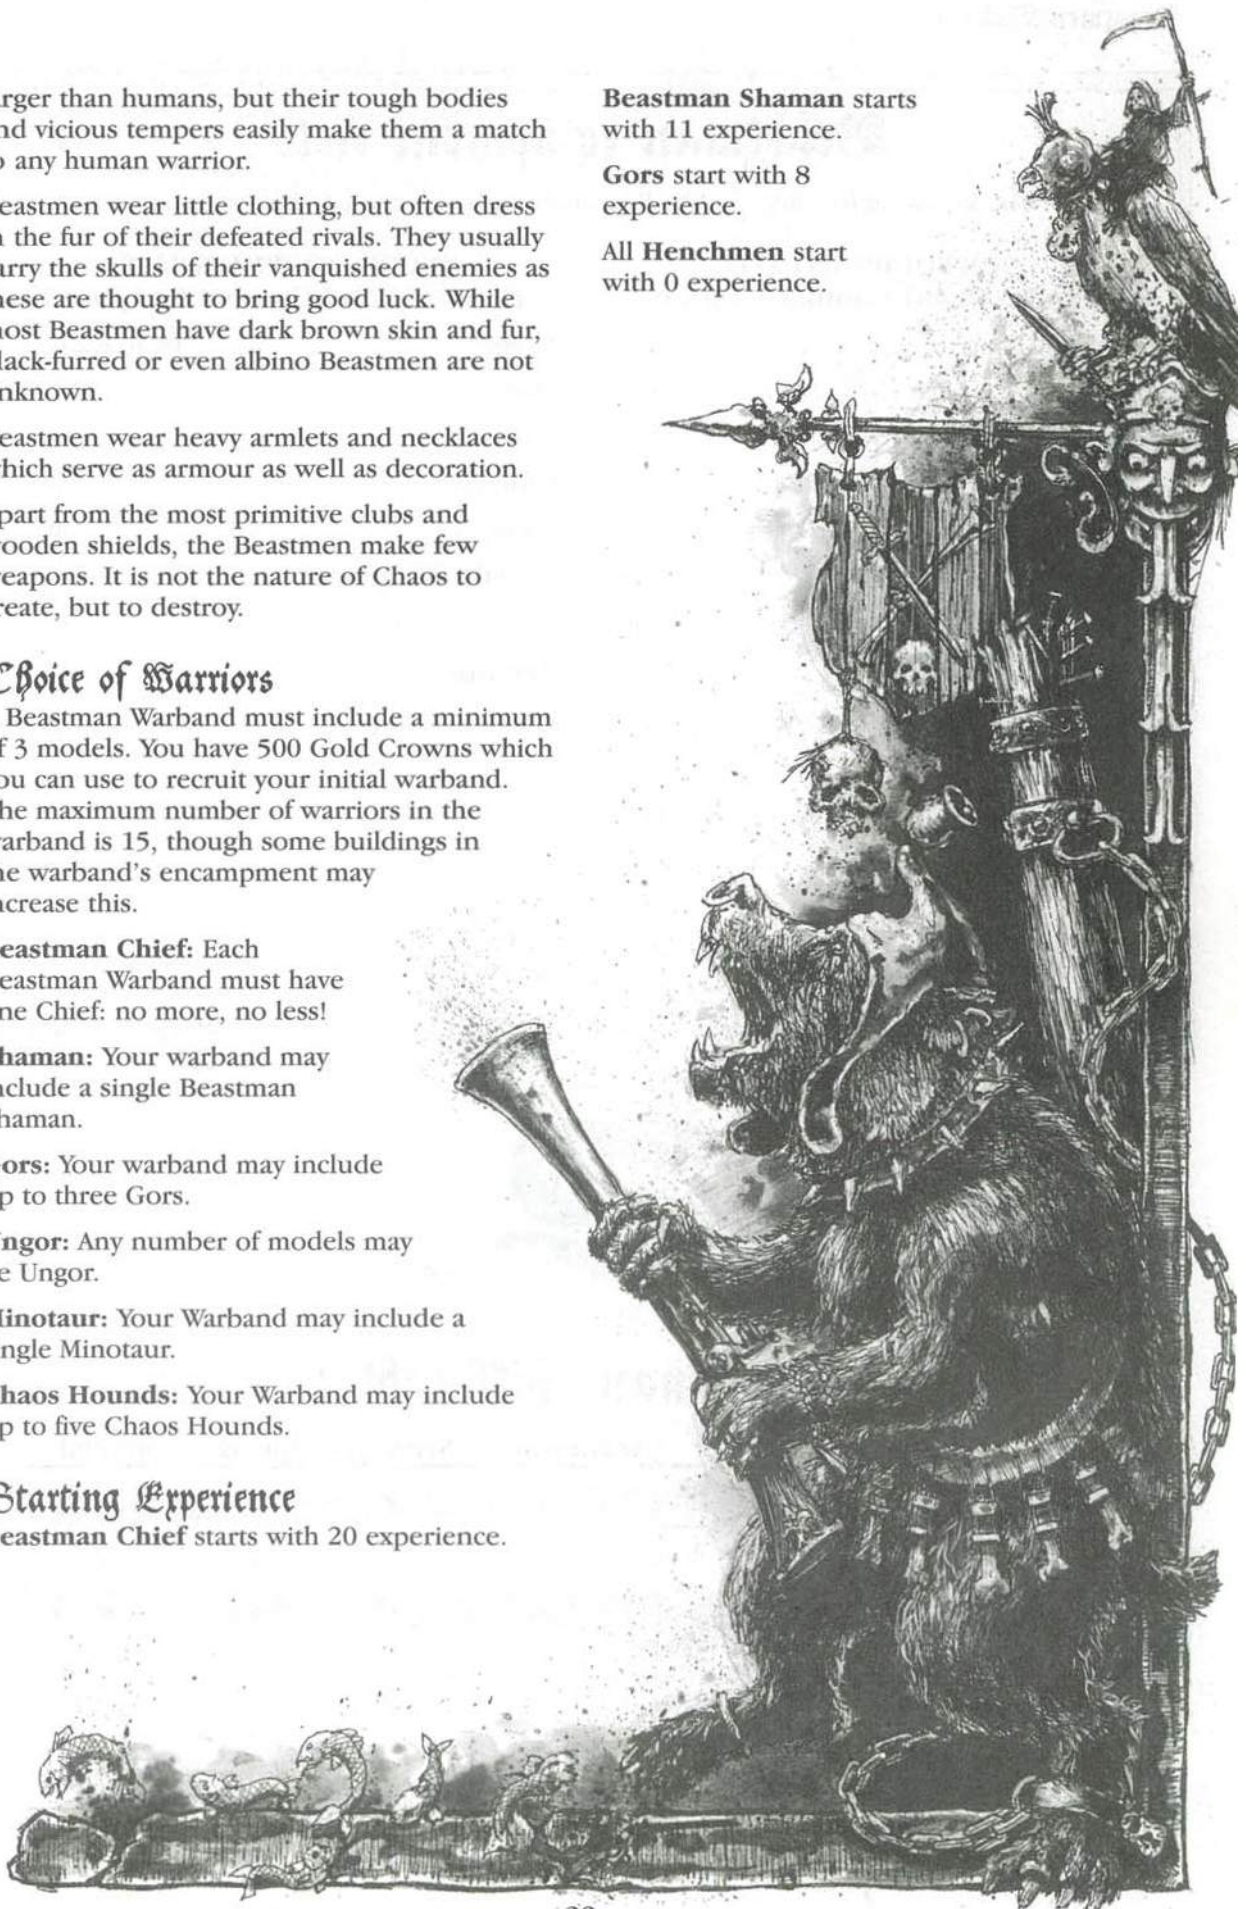 rger than humans, but their tough bodies
nd vicious tempers easily make them a match
o any human warrior.
eastmen wear little clothing, but often dress
n the fur of their defeated rivals. They usually
arry the skulls of their vanquished enemies as
hese are thought to bring good luck. While
most Beastmen have dark brown skin and fur,
lack-furred or even albino Beastmen are not
nknown.
eastmen wear heavy armlets and necklaces
which serve as armour as well as decoration.
part from the most primitive clubs and
wooden shields, the Beastmen make few
weapons. It is not the nature of Chaos to
reate, but to destroy.
Choice of Warriors
Beastman Warband must include a minimum
f 3 models. You have 500 Gold Crowns which
ou can use to recruit your initial warband.
he maximum number of warriors in the
warband is 15, though some buildings in
he warband's encampment may
ncrease this.
eastman Chief: Each
eastman Warband must have
ne Chief: no more, no less!
haman: Your warband may
nclude a single Beastman
haman.
ors: Your warband may include
p to three Gors.
ngor: Any number of models may
e Ungor.
inotaur: Your Warband may include a
ngle Minotaur.
haos Hounds: Your Warband may include
p to five Chaos Hounds.
Starting Experience
eastman Chief starts with 20 experience.
Beastman Shaman starts
with 11 experience.
Gors start with 8
experience.
All Henchmen start
with 0 experience.